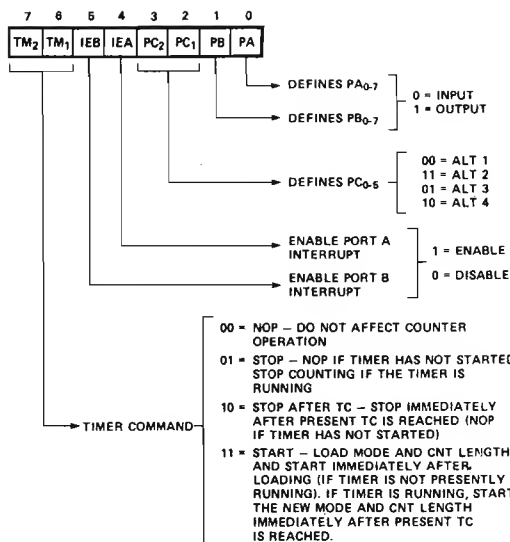 7 6 5 4 3 2 1 0
TM2 TM1 IEB IEA PC2 PC1 PB PA
DEFINES PA0-7
DEFINES PB0-7
0 = INPUT
1 = OUTPUT
DEFINES PC0-5
00 = ALT 1
11 = ALT 2
01 = ALT 3
10 = ALT 4
ENABLE PORT A
INTERRUPT
ENABLE PORT B
INTERRUPT
1 = ENABLE
0 = DISABLE
TIMER COMMAND
00 = NOP – DO NOT AFFECT COUNTER
OPERATION
01 = STOP – NOP IF TIMER HAS NOT STARTED
STOP COUNTING IF THE TIMER IS
RUNNING
10 = STOP AFTER TC – STOP IMMEDIATELY
AFTER PRESENT TC IS REACHED (NOP
IF TIMER HAS NOT STARTED)
11 = START – LOAD MODE AND CNT LENGTH
AND START IMMEDIATELY AFTER
LOADING (IF TIMER IS NOT PRESENTLY
RUNNING). IF TIMER IS RUNNING, START
THE NEW MODE AND CNT LENGTH
IMMEDIATELY AFTER PRESENT TC
IS REACHED.